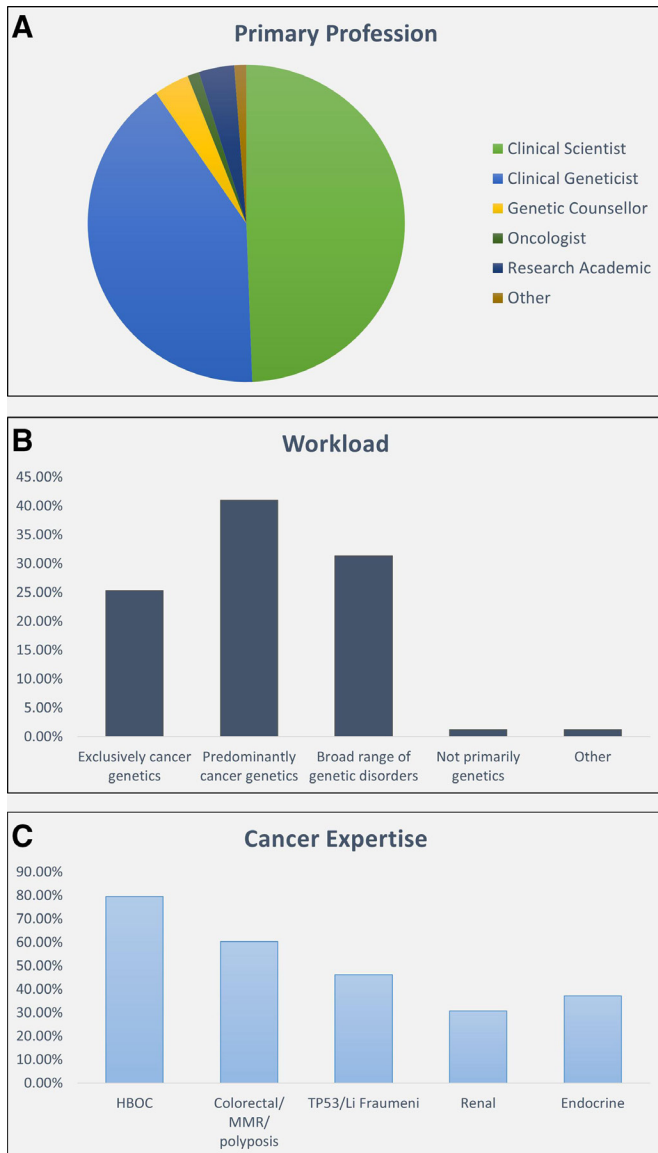 A
Primary Profession
Clinical Scientist
Clinical Geneticist
Genetic Counsellor
Oncologist
Research Academic
Other
B
Workload
45.00%
40.00%
35.00%
30.00%
25.00%
20.00%
15.00%
10.00%
5.00%
0.00%
Exclusively cancer
genetics
Predominantly
cancer genetics
Broad range of
genetic disorders
Not primarily
genetics
Other
C
Cancer Expertise
90.00%
80.00%
70.00%
60.00%
50.00%
40.00%
30.00%
20.00%
10.00%
0.00%
HBOC
Colorectal/
MMR/
polyposis
TP53/Li Fraumeni
Renal
Endocrine